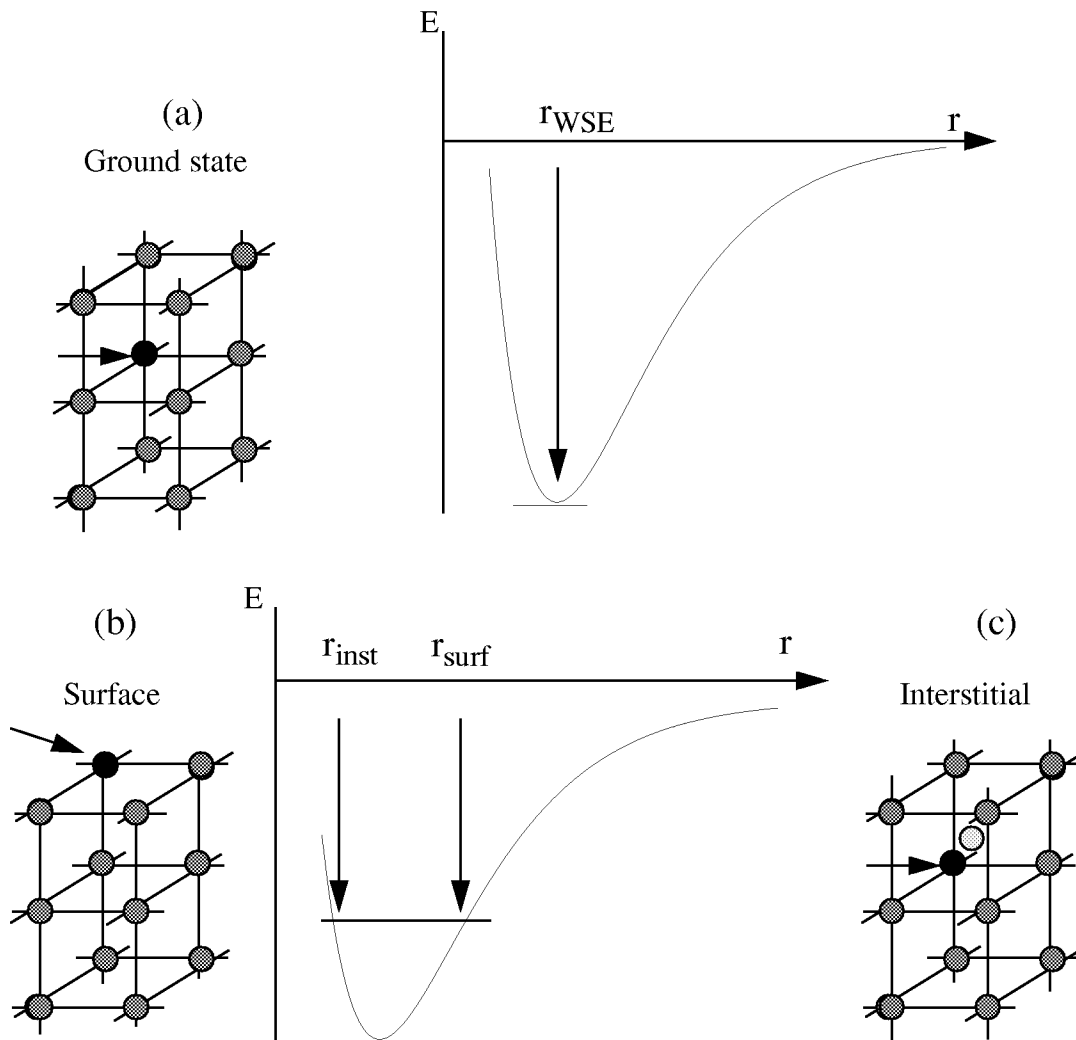 E
r_WSE
r
(a)
Ground state
E
(b)
r_inst
r_surf
r
(c)
Surface
Interstitial